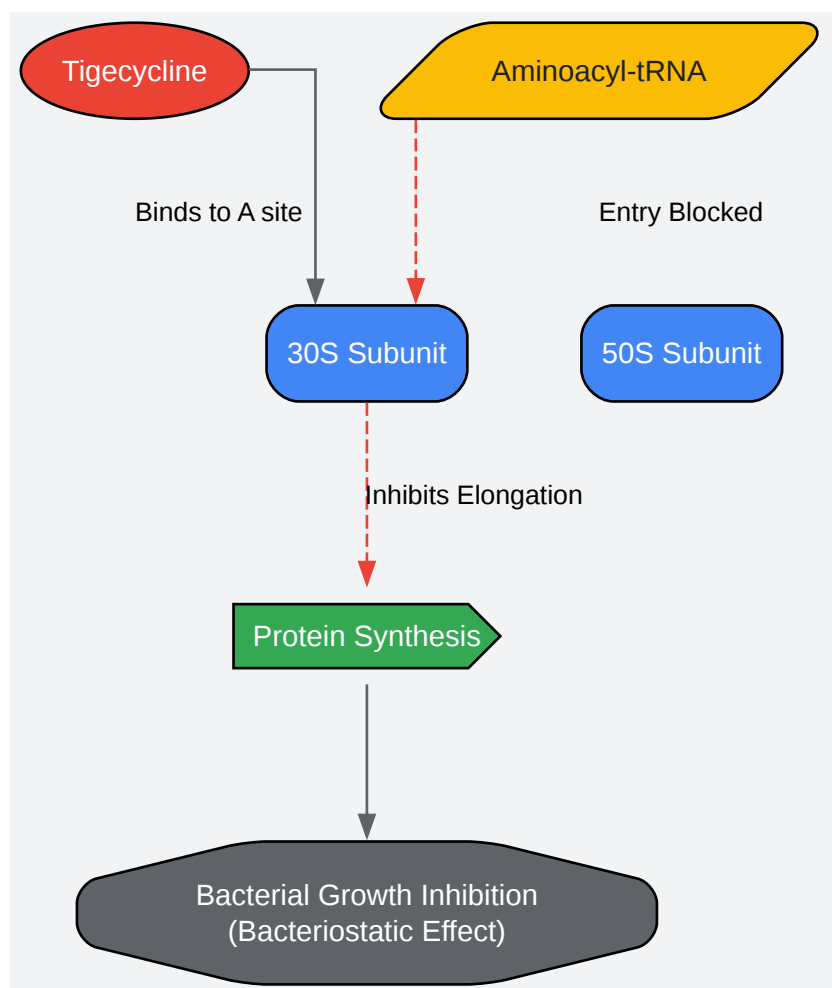 Tigecycline
Aminoacyl-tRNA
Binds to A site
Entry Blocked
30S Subunit
50S Subunit
Inhibits Elongation
Protein Synthesis
Bacterial Growth Inhibition
(Bacteriostatic Effect)